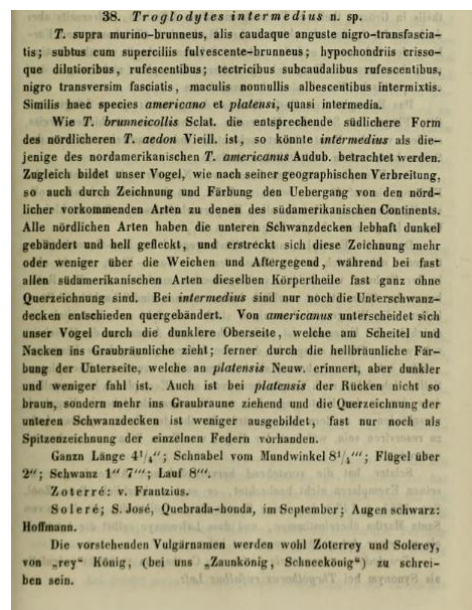 38. Troglodytes intermedius n. sp.
T. supra murino-brunneus, alis caudaque anguste nigro-transfascia-
tis; subtus cum superciliis fulvescente-brunneus; hypochondriis crisso-
que dilutioribus, rufescentibus; tectricibus subcaudalibus rufescentibus,
nigro transversim fasciatis, maculis nonnullis albescentibus intermixtis.
Similis haec species americano et platensi, quasi intermedia.
Wie T. brunneicollis Sclat. die entsprechende südlichere Form
des nördlicheren T. aedon Vieill. ist, so könnte intermedius als die-
jenige des nordamerikanischen T. americanus Audub. betrachtet werden.
Zugleich bildet unser Vogel, wie nach seiner geographischen Verbreitung,
so auch durch Zeichnung und Färbung den Uebergang von den nörd-
licher vorkommenden Arten zu denen des südamerikanischen Continents.
Alle nördlichen Arten haben die unteren Schwanzdecken lebhaft dunkel
gebändert und hell gefleckt, und erstreckt sich diese Zeichnung mehr
oder weniger über die Weichen und Aftergegend, während bei fast
allen südamerikanischen Arten dieselben Körpertheile fast ganz ohne
Querzeichnung sind. Bei intermedius sind nur noch die Unterschwanz-
decken entschieden quergebändert. Von americanus unterscheidet sich
unser Vogel durch die dunklere Oberseite, welche am Scheitel und
Nacken ins Graubräunliche zieht; ferner durch die hellbräunliche Fär-
bung der Unterseite, welche an platensis Neuw. erinnert, aber dunkler
und weniger fahl ist. Auch ist bei platensis der Rücken nicht so
braun, sondern mehr ins Graubraune ziehend und die Querzeichnung der
unteren Schwanzdecken ist weniger ausgebildet, fast nur noch als
Spitzenzeichnung der einzelnen Federn vorhanden.
Ganzn Länge 4¹/₄″; Schnabel vom Mundwinkel 8¹/₄‴; Flügel über
2″; Schwanz 1″ 7‴; Lauf 8‴.
Zoterré: v. Frantzius.
Soleré; S. José, Quebrada-honda, im September; Augen schwarz:
Hoffmann.
Die vorstehenden Vulgärnamen werden wohl Zoterrey und Solerey,
von „rey" König, (bei uns „Zaunkönig, Schneekönig") zu schrei-
ben sein.